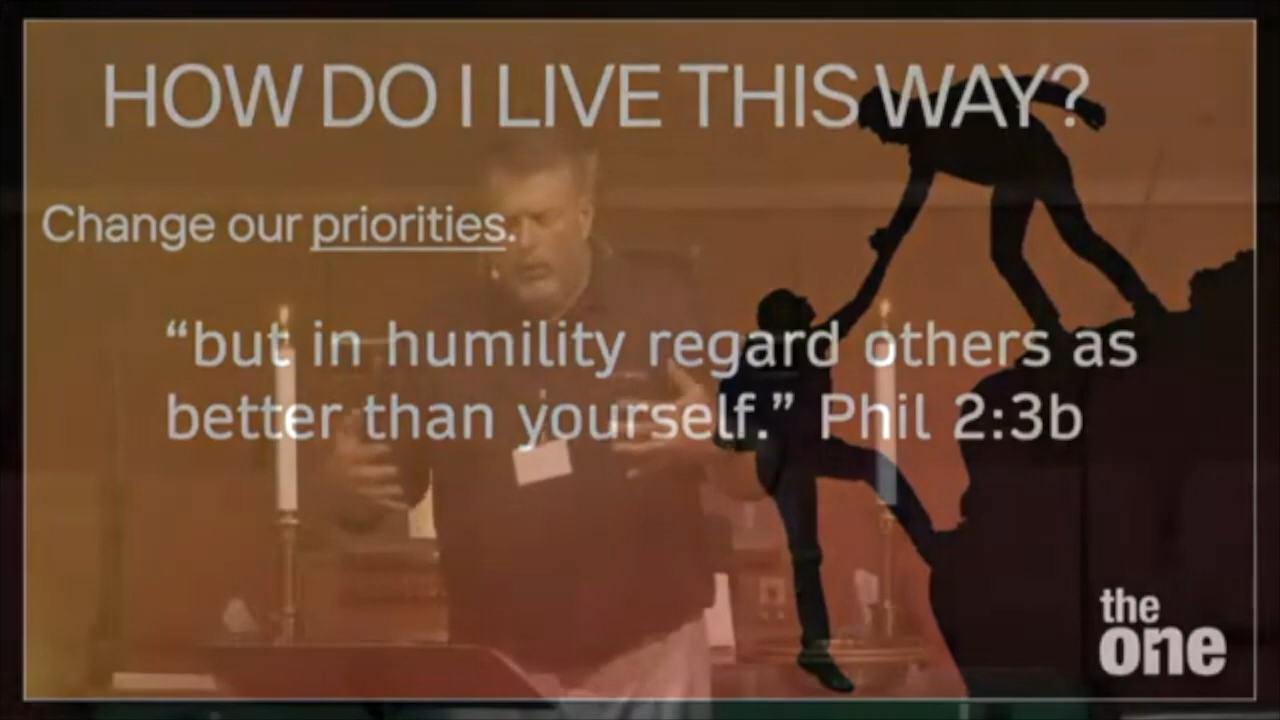 HOW DO I LIVE THIS WAY?
Change our priorities.
“but in humility regard others as
better than yourself.” Phil 2:3b
the
one